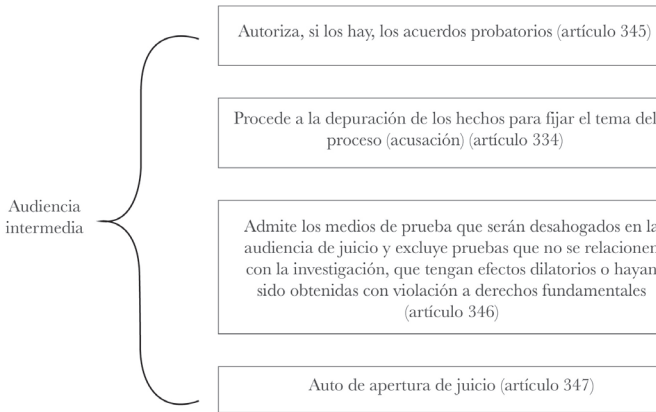 Autoriza, si los hay, los acuerdos probatorios (artículo 345)
Procede a la depuración de los hechos para fijar el tema del
proceso (acusación) (artículo 334)
Audiencia
intermedia
Admite los medios de prueba que serán desahogados en la
audiencia de juicio y excluye pruebas que no se relacionen
con la investigación, que tengan efectos dilatorios o hayan
sido obtenidas con violación a derechos fundamentales
(artículo 346)
Auto de apertura de juicio (artículo 347)